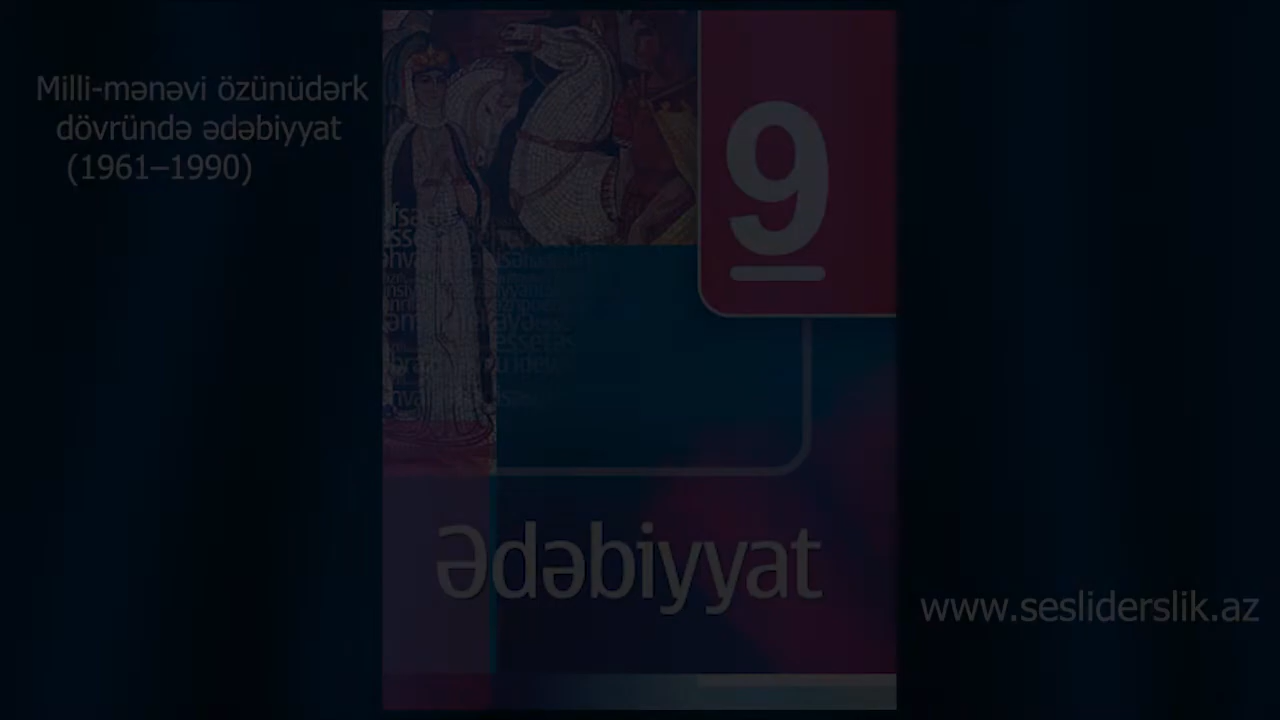 Milli-mənəvi özünüdərk
dövründə ədəbiyyat
(1961–1990)
9
Ədəbiyyat
www.sesliderslik.az